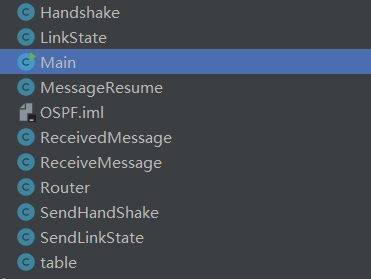 Handshake
LinkState
Main
MessageResume
OSPF.iml
ReceivedMessage
ReceiveMessage
Router
SendHandShake
SendLinkState
table